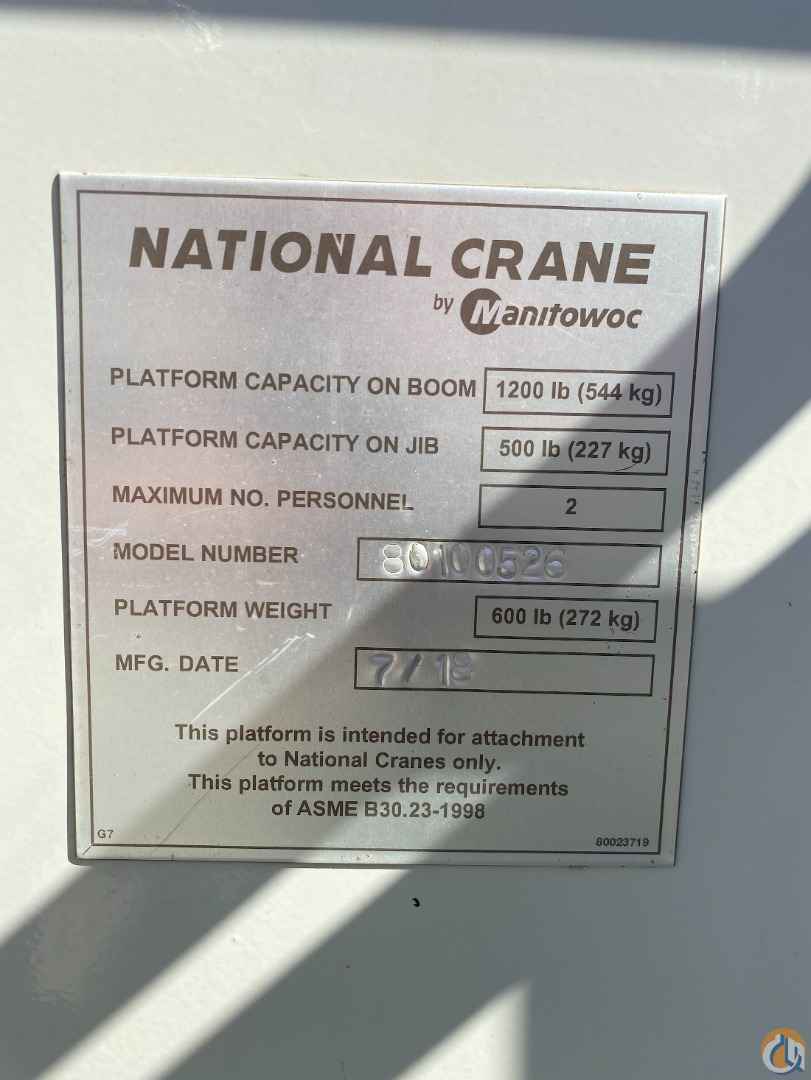 NATIONAL CRANE
by Manitowoc
PLATFORM CAPACITY ON BOOM 1200 lb (544 kg)
PLATFORM CAPACITY ON JIB 500 lb (227 kg)
MAXIMUM NO. PERSONNEL 2
MODEL NUMBER 80100526
PLATFORM WEIGHT 600 lb (272 kg)
MFG. DATE 7/18
This platform is intended for attachment
to National Cranes only.
This platform meets the requirements
of ASME B30.23-1998
G7 80023719